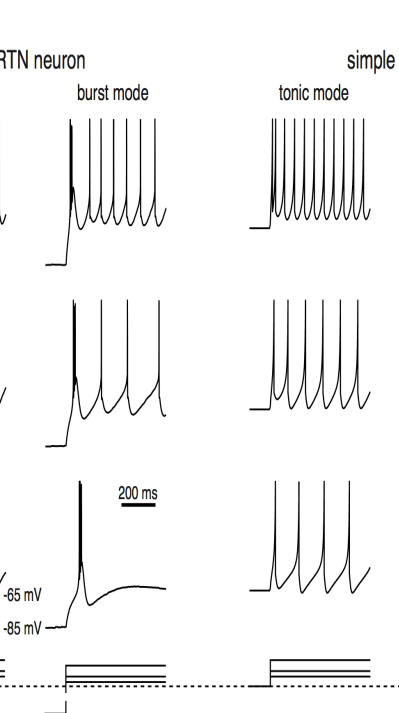 RTN neuron
simple
burst mode
tonic mode
200 ms
-65 mV
-85 mV